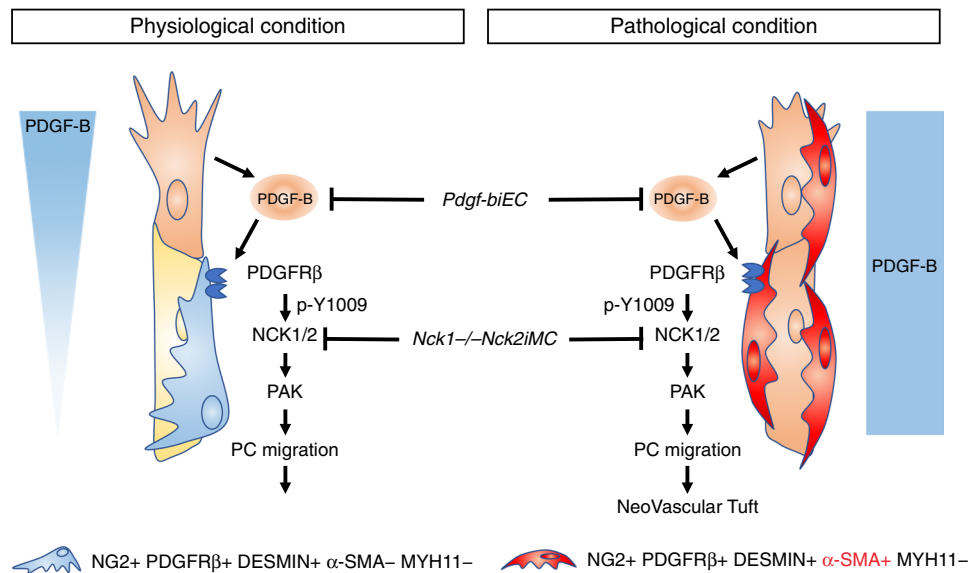 Physiological condition
Pathological condition
PDGF-B
PDGF-B
Pdgf-biEC
PDGF-B
PDGF-B
PDGFRβ
PDGFRβ
p-Y1009
p-Y1009
NCK1/2
Nck1–/–Nck2iMC
NCK1/2
PAK
PAK
PC migration
PC migration
NeoVascular Tuft
NG2+ PDGFRβ+ DESMIN+ α-SMA– MYH11–
NG2+ PDGFRβ+ DESMIN+ α-SMA+ MYH11–